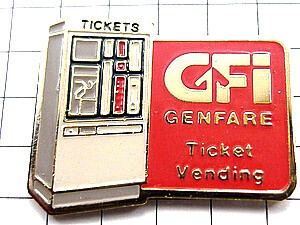 TICKETS
GFi
GENFARE
Ticket
Vending